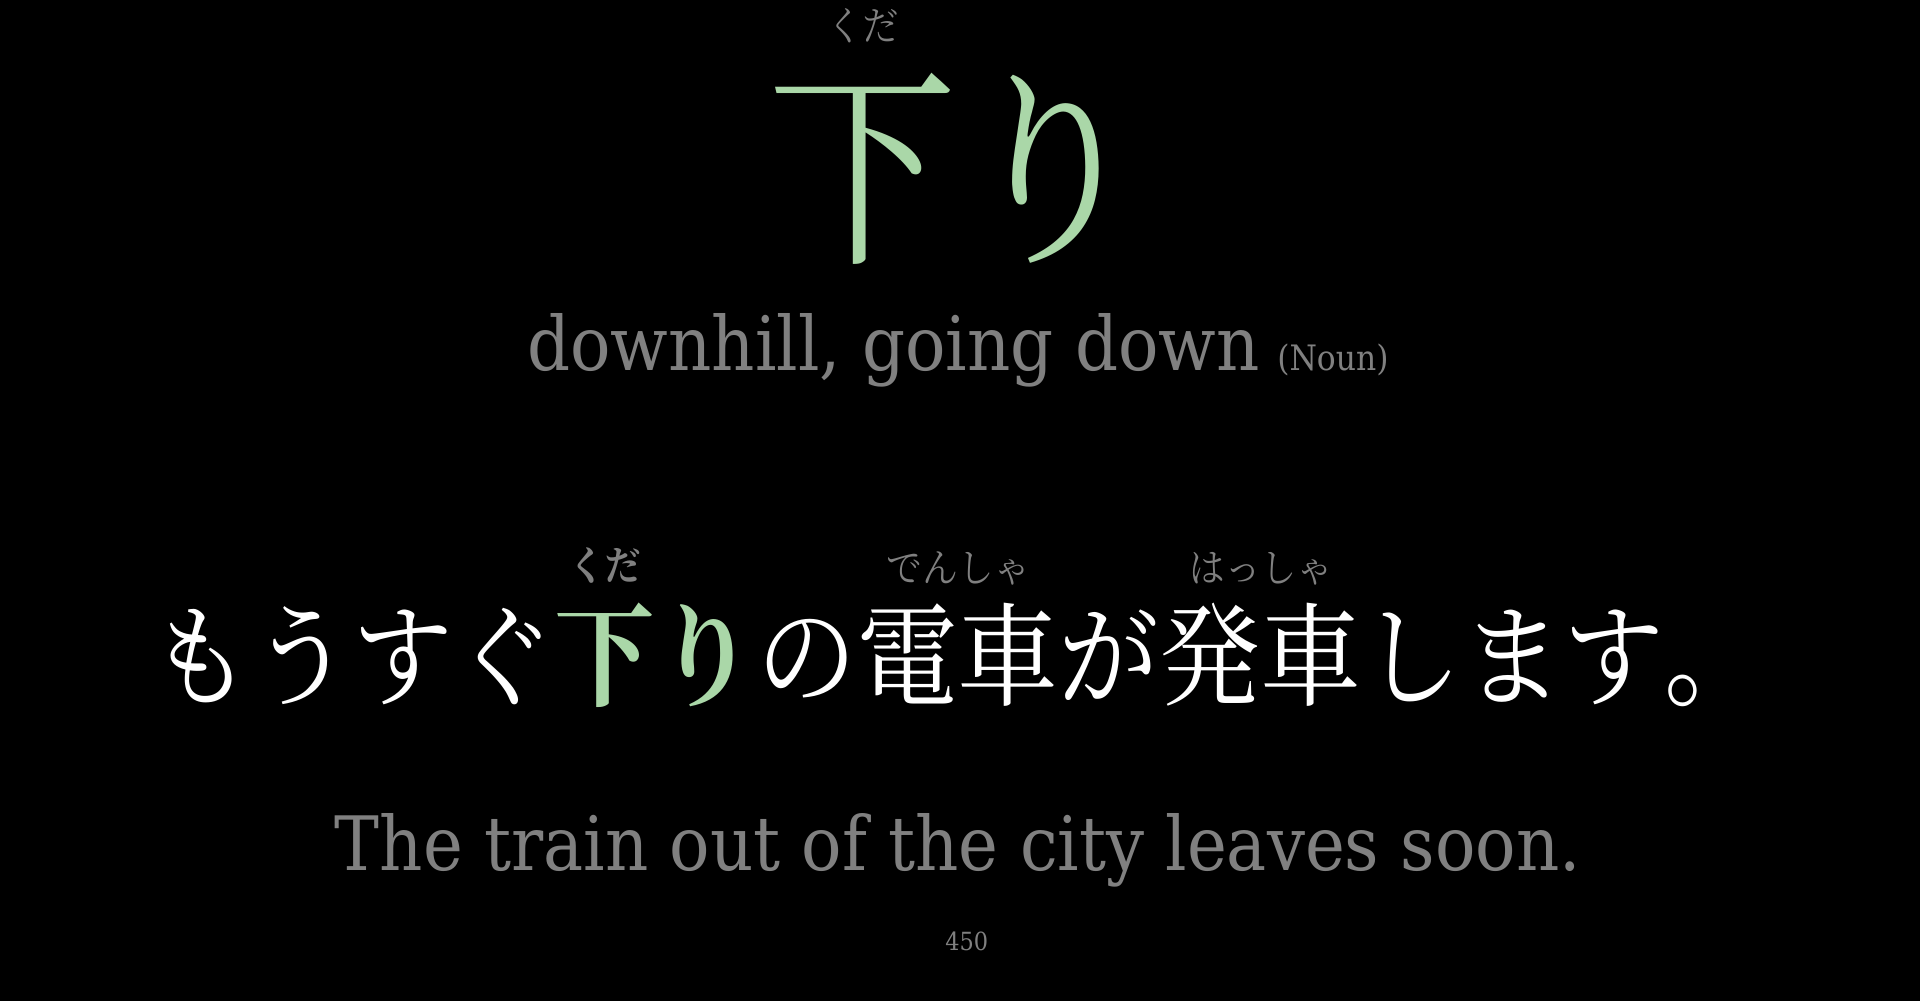 くだ
下り
downhill, going down (Noun)
くだ でんしゃ はっしゃ
もうすぐ下りの電車が発車します。
The train out of the city leaves soon.
450